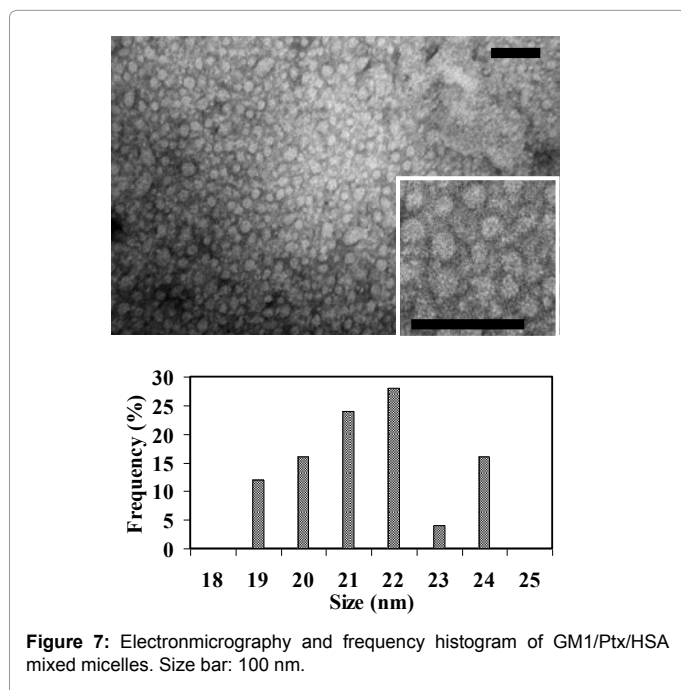 30
25
20
15
10
5
0
Frequency (%)
18 19 20 21 22 23 24 25
Size (nm)
Figure 7: Electronmicrography and frequency histogram of GM1/Ptx/HSA
mixed micelles. Size bar: 100 nm.